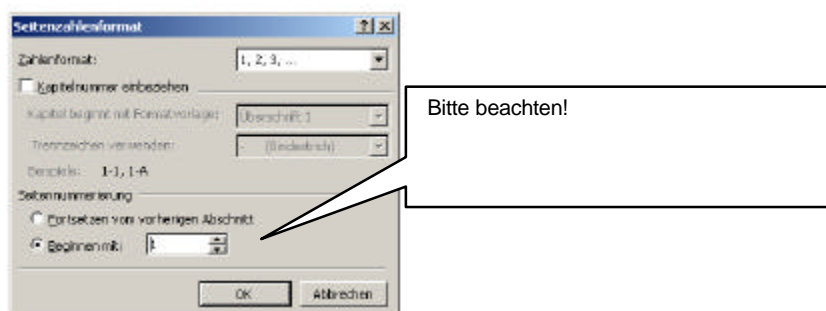 Seitenzahlenformat
Zahlenformat: 1, 2, 3, ...
Kapitelnummer einbeziehen
Kapitel beginnt mit Formatvorlage: Überschrift 1
Trennzeichen verwenden: - (Bindestrich)
Beispiele: 1-1, 1-A
Seitennummerierung
Fortsetzen vom vorherigen Abschnitt
Beginnen mit: 1
OK Abbrechen
Bitte beachten!